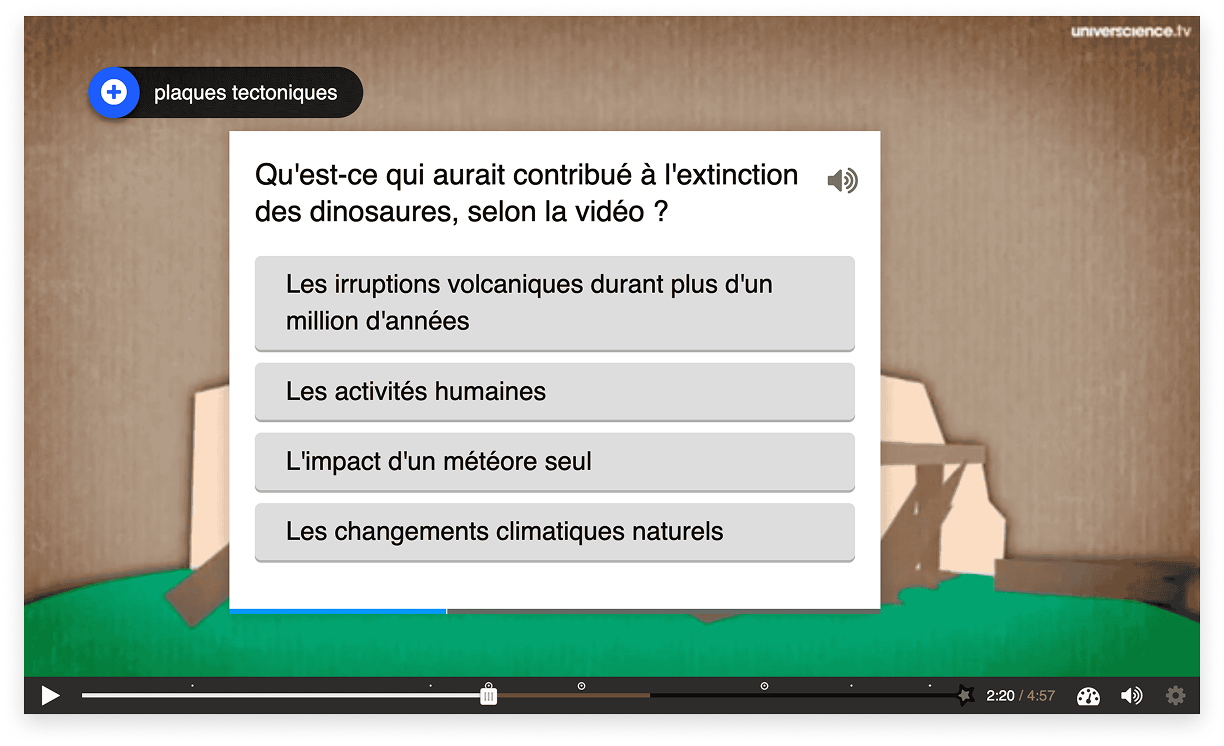 universcience.tv
plaques tectoniques
Qu'est-ce qui aurait contribué à l'extinction
des dinosaures, selon la vidéo ?
Les irruptions volcaniques durant plus d'un
million d'années
Les activités humaines
L'impact d'un météore seul
Les changements climatiques naturels
2:20 / 4:57